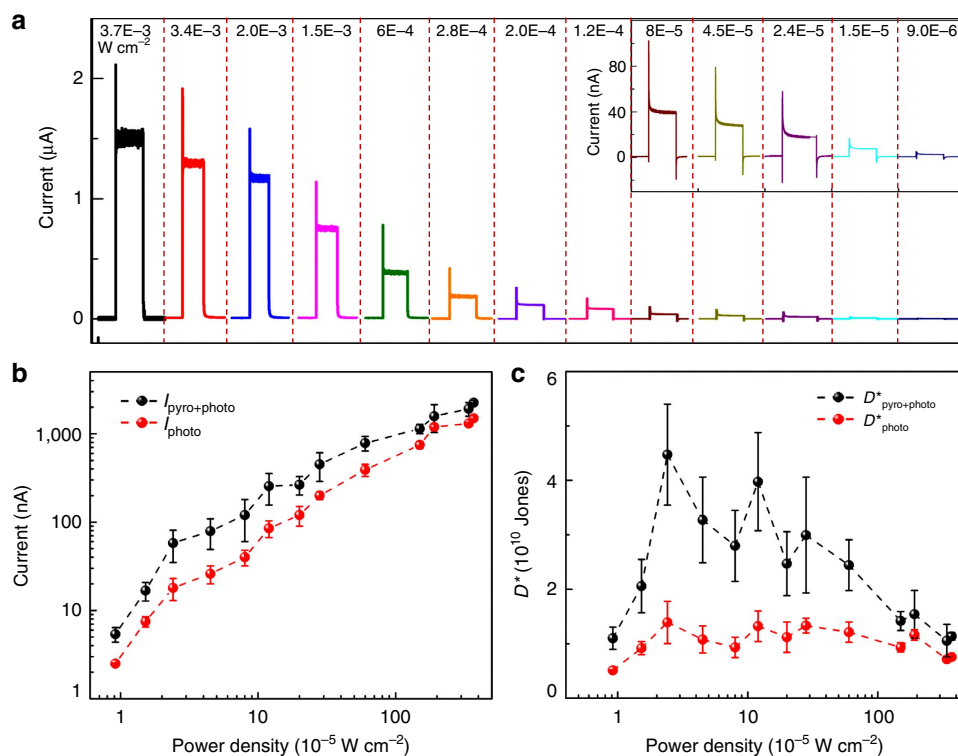 a
3.7E−3 3.4E−3 2.0E−3 1.5E−3 6E−4 2.8E−4 2.0E−4 1.2E−4 8E−5 4.5E−5 2.4E−5 1.5E−5 9.0E−6
W cm−2
Current (μA)
2
1
0
Current (nA)
80
40
0
b
Current (nA)
1,000
100
10
1
Ipyro+photo
Iphoto
1 10 100
Power density (10−5 W cm−2)
c
D* (1010 Jones)
6
4
2
0
D*pyro+photo
D*photo
1 10 100
Power density (10−5 W cm−2)